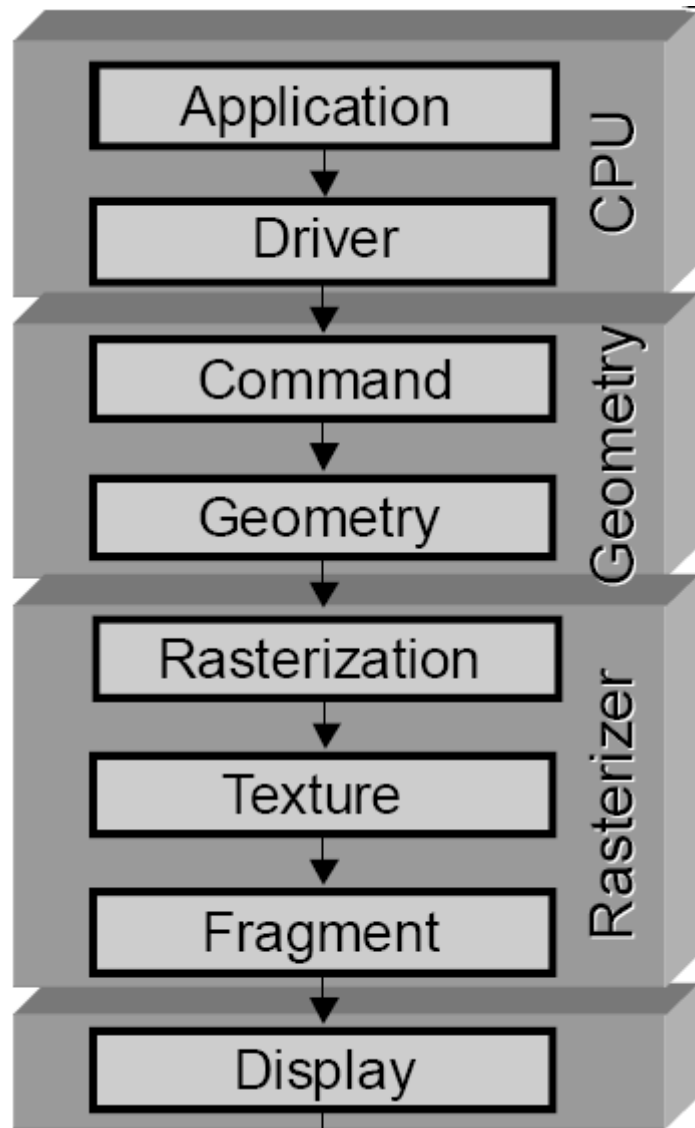 Application
Driver
CPU
Command
Geometry
Geometry
Rasterization
Texture
Fragment
Rasterizer
Display